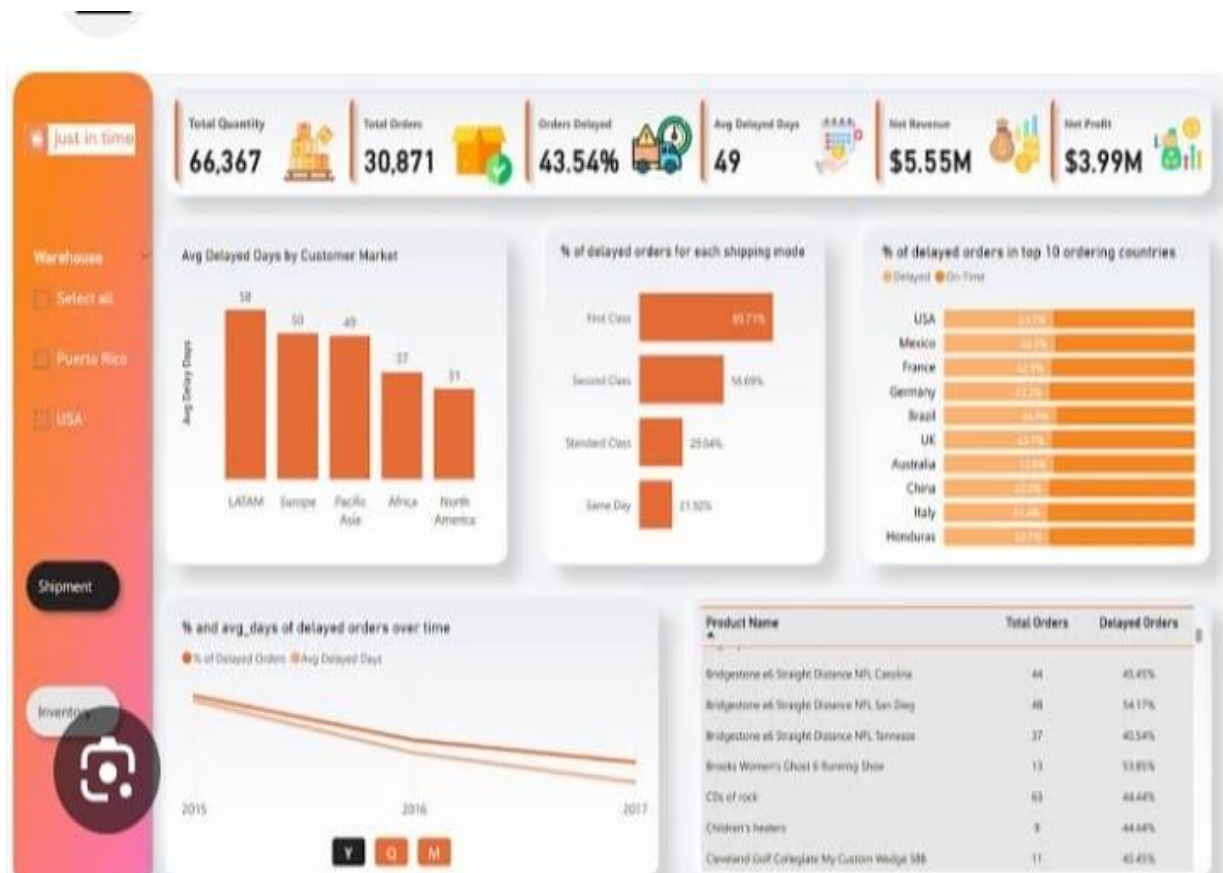 Just in time
Warehouse
Select all
Puerto Rico
USA
Shipment
Inventory
Total Quantity
66,367
Total Orders
30,871
Orders Delayed
43.54%
Avg Delayed Days
49
Net Revenue
$5.55M
Net Profit
$3.99M
Avg Delayed Days by Customer Market
Avg Delay Days
58
50
49
37
31
LATAM
Europe
Pacific Asia
Africa
North America
% of delayed orders for each shipping mode
First Class
Second Class
56.69%
Standard Class
Same Day
21.92%
% of delayed orders in top 10 ordering countries
Delayed On-Time
USA
Mexico
France
Germany
Brazil
UK
Australia
China
Italy
Honduras
% and avg_days of delayed orders over time
% of Delayed Orders Avg Delayed Days
2015 2016 2017
Y Q M
Product Name Total Orders Delayed Orders
Bridgestone e6 Straight Distance NFL Carolina 44 45.45%
Bridgestone e6 Straight Distance NFL San Dieg 48 54.17%
Bridgestone e6 Straight Distance NFL Tennesse 37 40.54%
Brooks Women's Ghost 6 Running Shoe 13 53.85%
CDs of rock 63 44.44%
Children's heaters 9 44.44%
Cleveland Golf Collegiate My Custom Wedge 588 11 45.45%